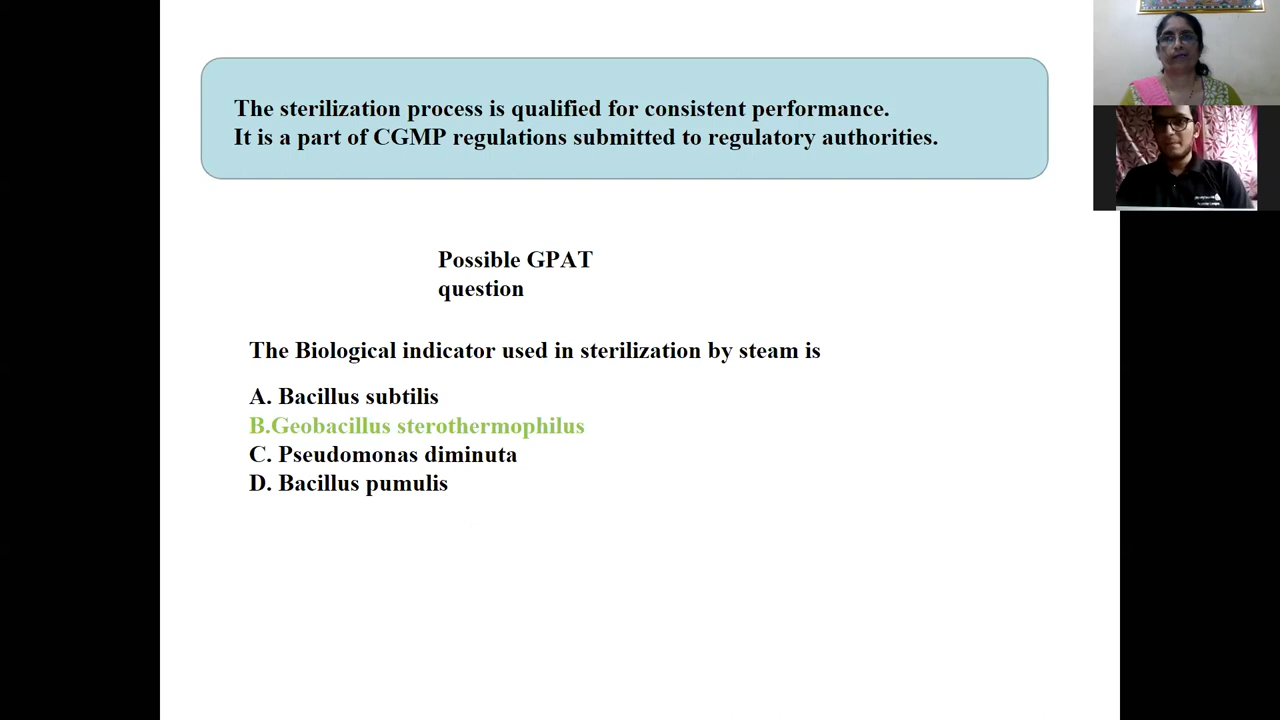 The sterilization process is qualified for consistent performance.
It is a part of CGMP regulations submitted to regulatory authorities.
Possible GPAT
question
The Biological indicator used in sterilization by steam is
A. Bacillus subtilis
B.Geobacillus sterothermophilus
C. Pseudomonas diminuta
D. Bacillus pumulis